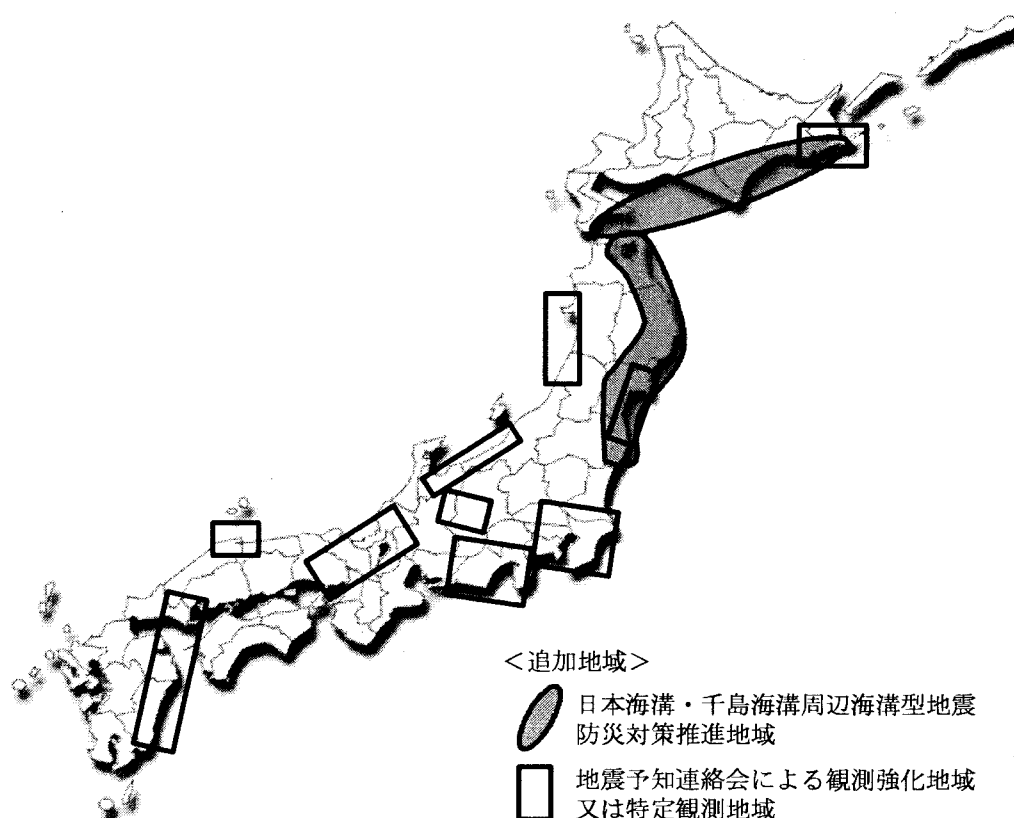 ＜追加地域＞
日本海溝・千島海溝周辺海溝型地震
防災対策推進地域
地震予知連絡会による観測強化地域
又は特定観測地域